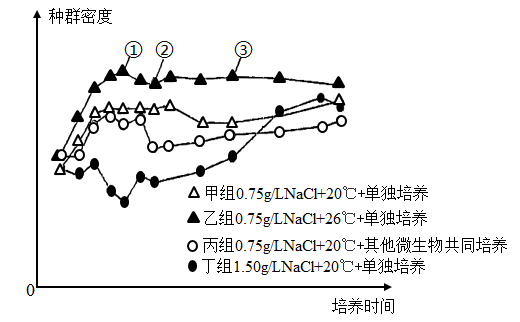 种群密度
① ② ③
甲组0.75g/LNaCl+20℃+单独培养
乙组0.75g/LNaCl+26℃+单独培养
丙组0.75g/LNaCl+20℃+其他微生物共同培养
丁组1.50g/LNaCl+20℃+单独培养
0
培养时间